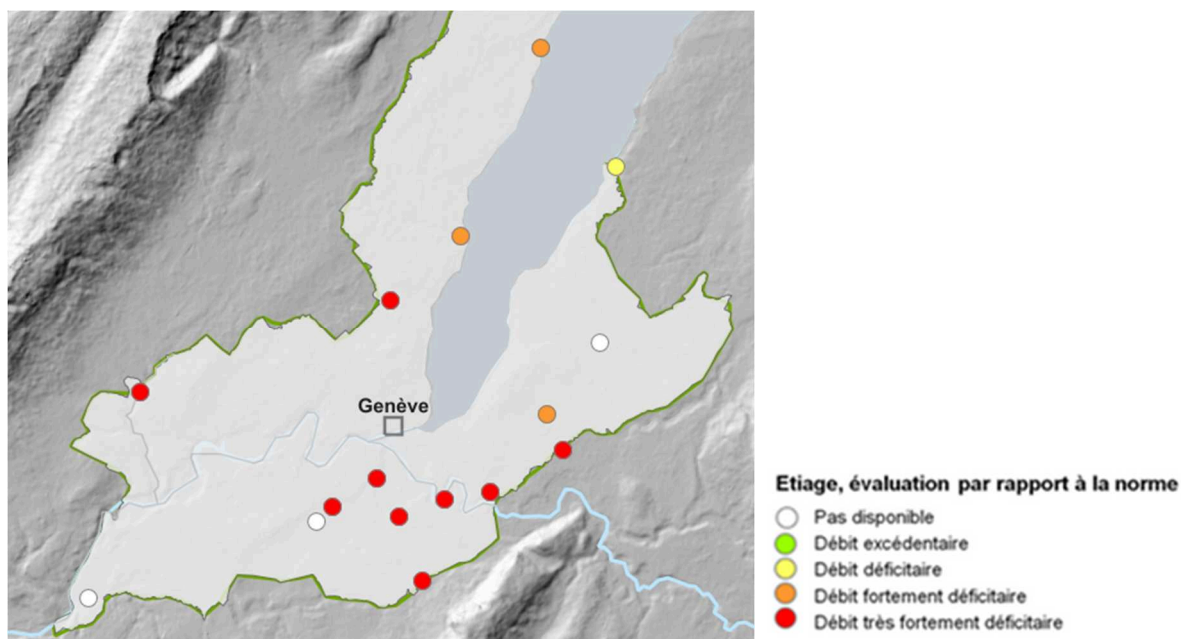 Genève
Etiage, évaluation par rapport à la norme
Pas disponible
Débit excédentaire
Débit déficitaire
Débit fortement déficitaire
Débit très fortement déficitaire